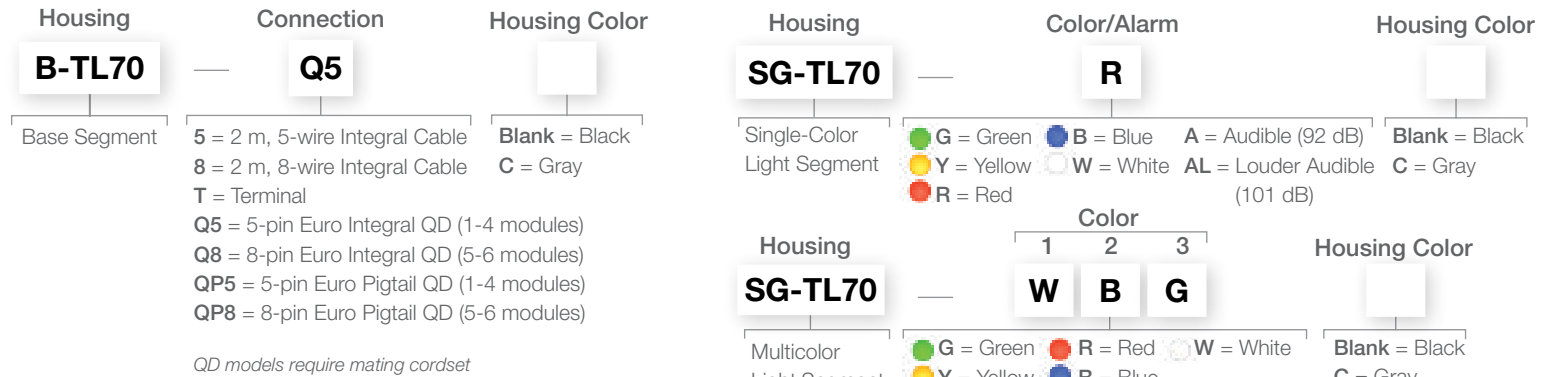 Housing Connection Housing Color
B-TL70 — Q5
Base Segment
5 = 2 m, 5-wire Integral Cable
8 = 2 m, 8-wire Integral Cable
T = Terminal
Q5 = 5-pin Euro Integral QD (1-4 modules)
Q8 = 8-pin Euro Integral QD (5-6 modules)
QP5 = 5-pin Euro Pigtail QD (1-4 modules)
QP8 = 8-pin Euro Pigtail QD (5-6 modules)
Blank = Black
C = Gray
QD models require mating cordset
Housing Color/Alarm Housing Color
SG-TL70 — R
Single-Color
Light Segment
G = Green B = Blue A = Audible (92 dB)
Y = Yellow W = White AL = Louder Audible
R = Red (101 dB)
Blank = Black
C = Gray
Color
Housing 1 2 3 Housing Color
SG-TL70 — W B G
Multicolor
Light Segment
G = Green R = Red W = White
Y = Yellow B = Blue
Blank = Black
C = Gray